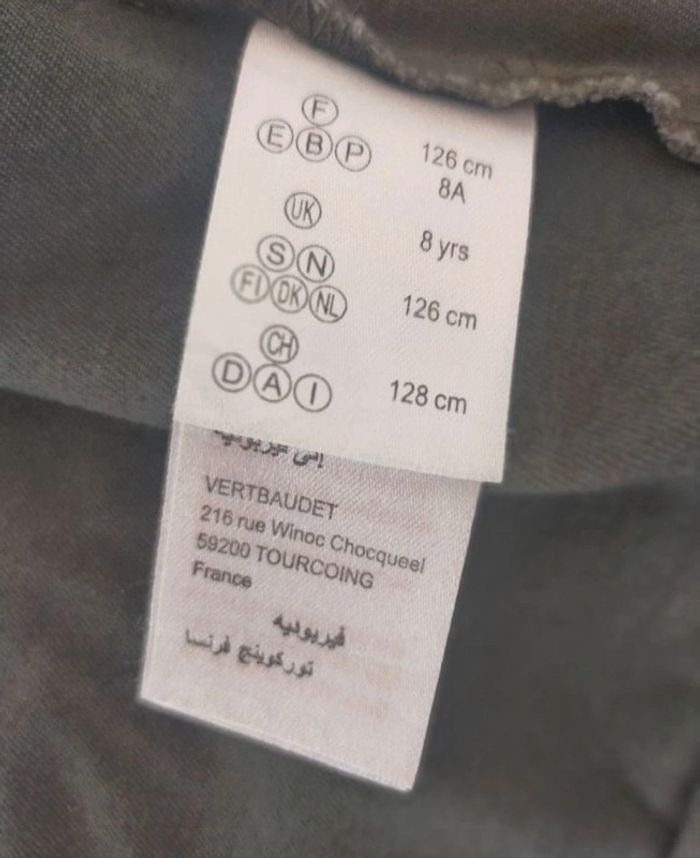 F
E B P 126 cm
8A
UK 8 yrs
S N
FI DK NL 126 cm
CH
D A I 128 cm
VERTBAUDET
216 rue Winoc Chocqueel
59200 TOURCOING
France
فيربوديه
توركوينج فرنسا